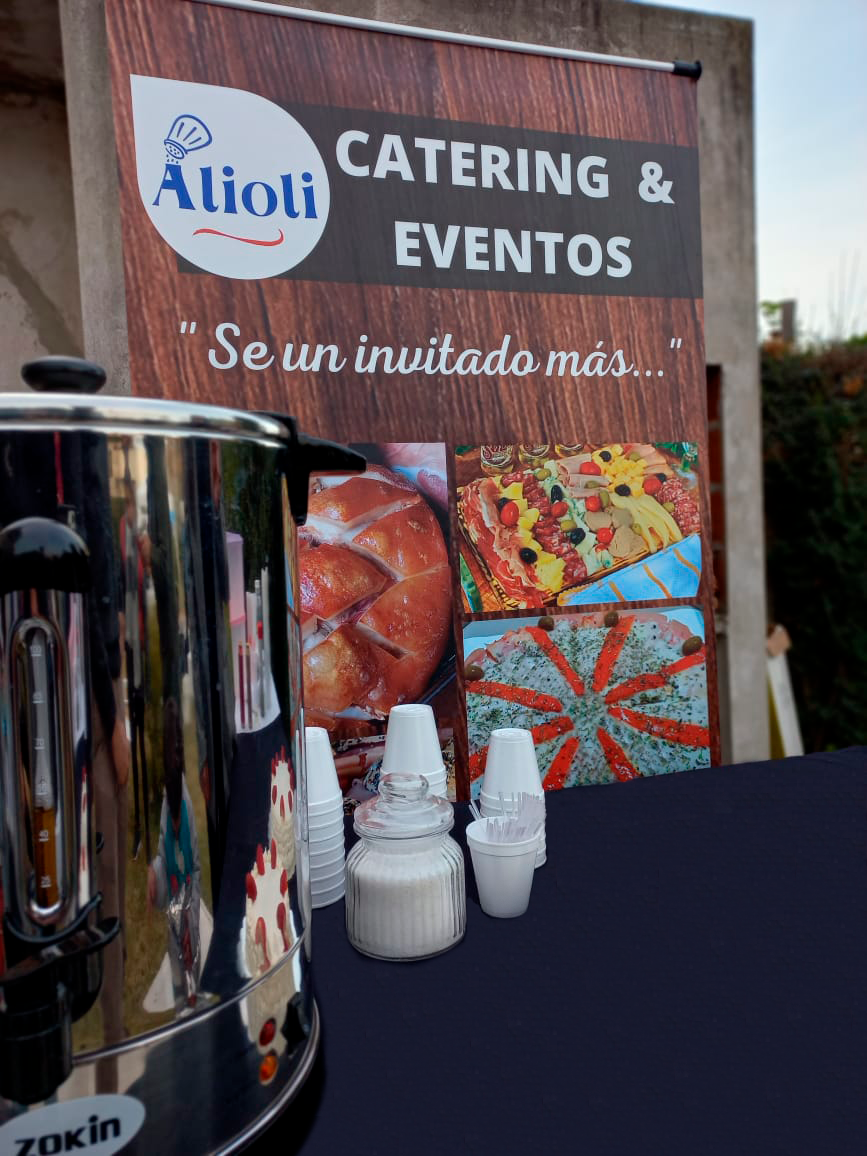 Alioli
CATERING &
EVENTOS
" Se un invitado más..."
ZOKIN